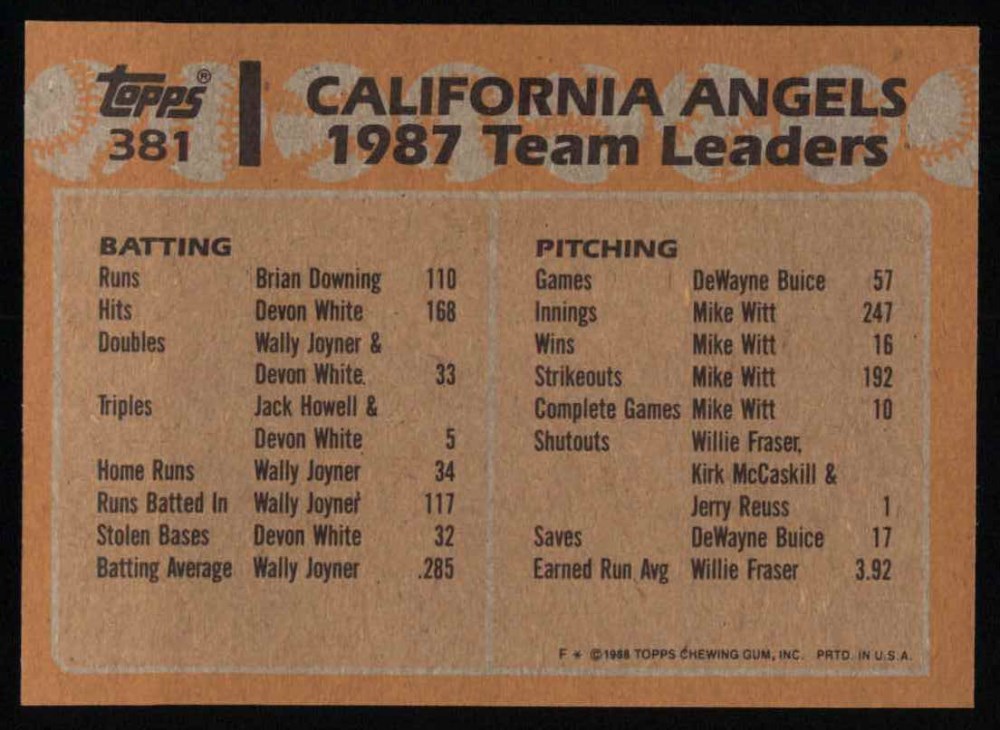 Topps®
381
CALIFORNIA ANGELS
1987 Team Leaders
BATTING
Runs Brian Downing 110
Hits Devon White 168
Doubles Wally Joyner &
Devon White 33
Triples Jack Howell &
Devon White 5
Home Runs Wally Joyner 34
Runs Batted In Wally Joyner 117
Stolen Bases Devon White 32
Batting Average Wally Joyner .285
PITCHING
Games DeWayne Buice 57
Innings Mike Witt 247
Wins Mike Witt 16
Strikeouts Mike Witt 192
Complete Games Mike Witt 10
Shutouts Willie Fraser,
Kirk McCaskill &
Jerry Reuss 1
Saves DeWayne Buice 17
Earned Run Avg Willie Fraser 3.92
F * ©1988 TOPPS CHEWING GUM, INC. PRTD. IN U.S.A.